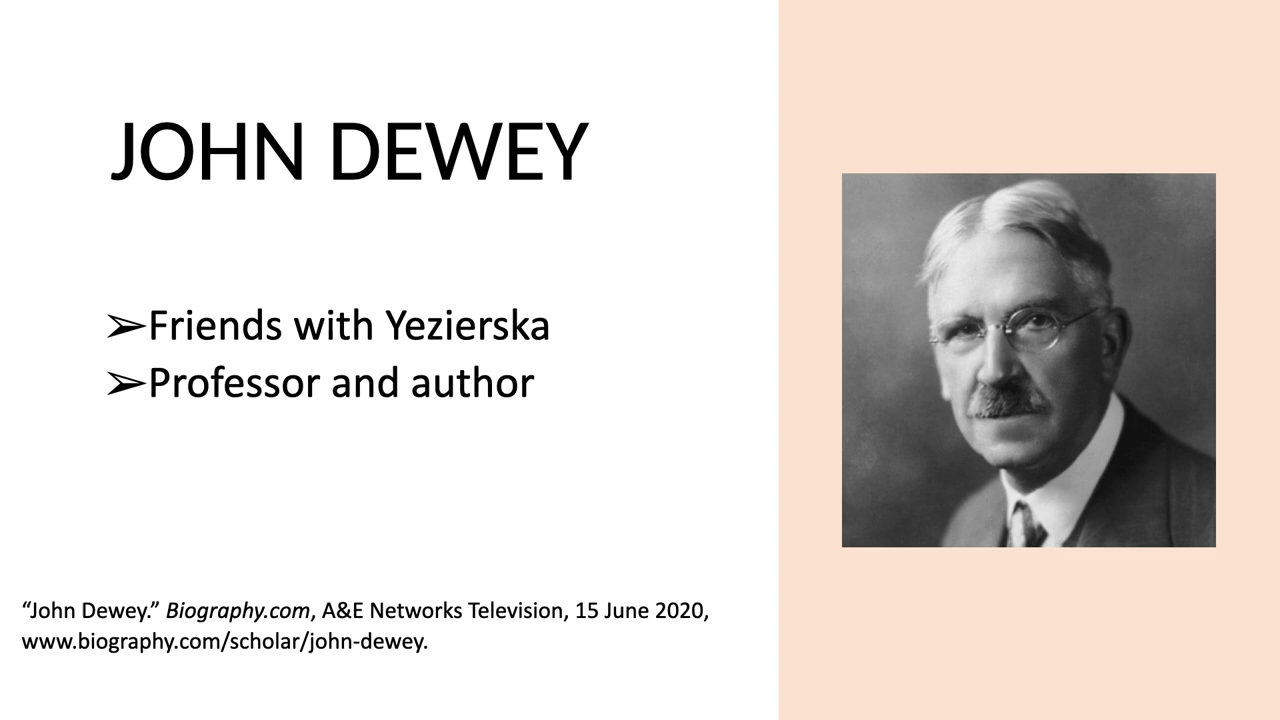 JOHN DEWEY
➢Friends with Yezierska
➢Professor and author
“John Dewey.” Biography.com, A&E Networks Television, 15 June 2020,
www.biography.com/scholar/john-dewey.